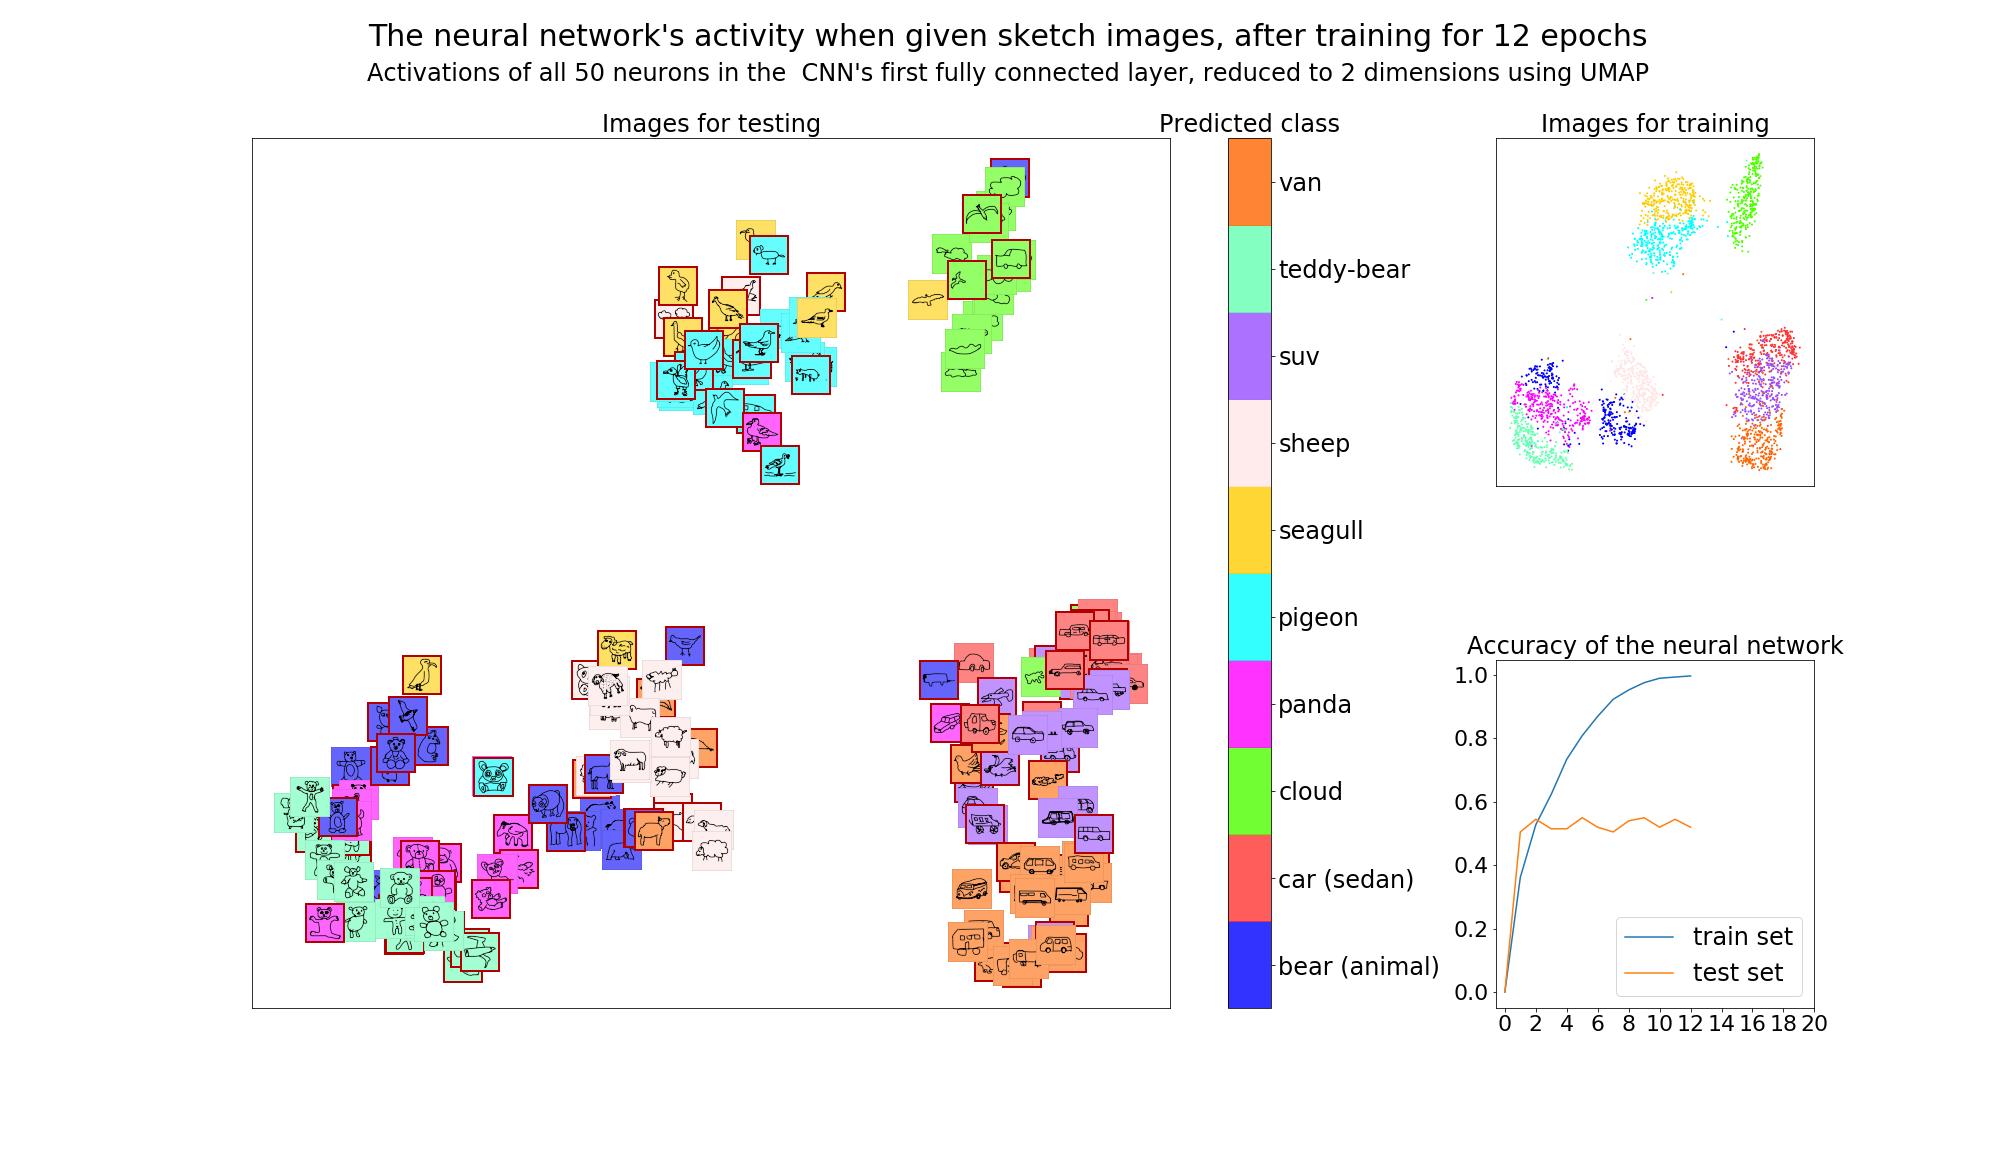 The neural network's activity when given sketch images, after training for 12 epochs
Activations of all 50 neurons in the  CNN's first fully connected layer, reduced to 2 dimensions using UMAP
Images for testing
Predicted class
van
teddy-bear
suv
sheep
seagull
pigeon
panda
cloud
car (sedan)
bear (animal)
Images for training
Accuracy of the neural network
1.0
0.8
0.6
0.4
0.2
0.0
train set
test set
0 2 4 6 8 10 12 14 16 18 20